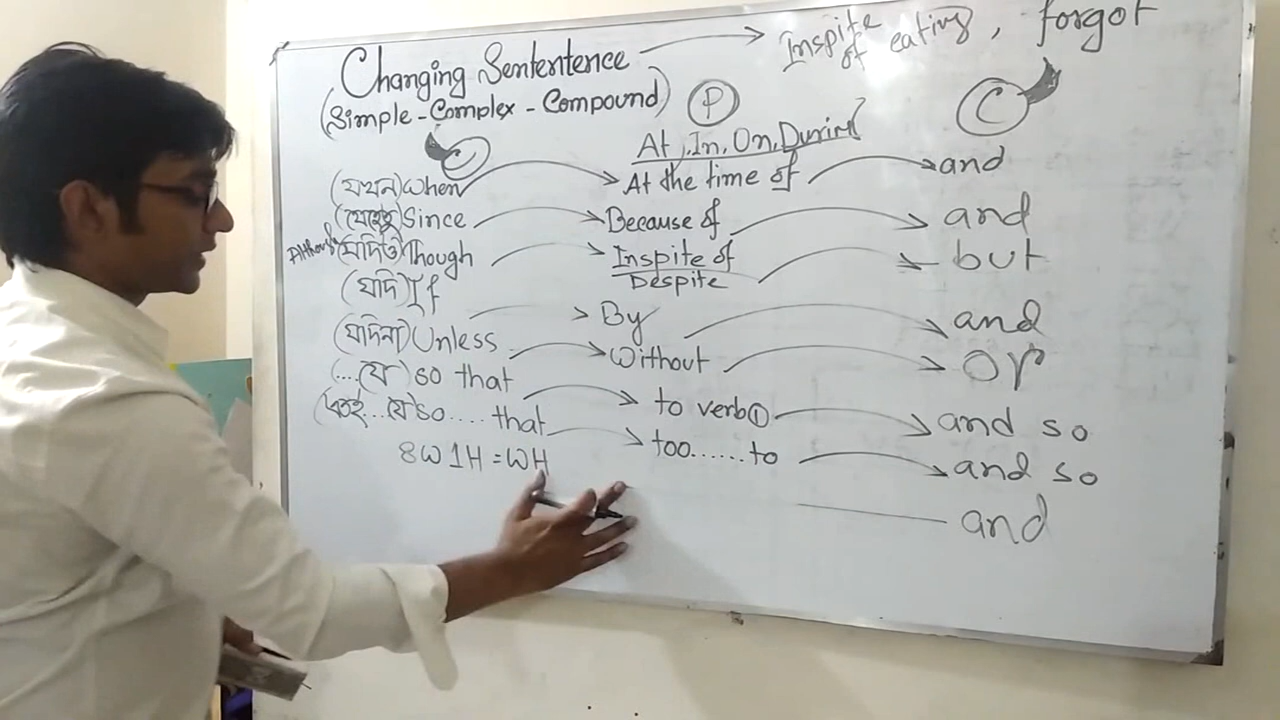 Changing Sententence → Inspite of eating, forgot
(Simple-Complex-Compound) P C
C At, In, On, During
(যখন) When → At the time of → and
(যেহেতু) Since → Because of → and
Although (যদিও) Though → Inspite of → but
Despite
(যদি) If → By → and
(যদিনা) Unless → Without → or
(...যে) so that → to verb① → and so
(এতই...যে) so....that → too......to → and so
8W 1H = WH — and